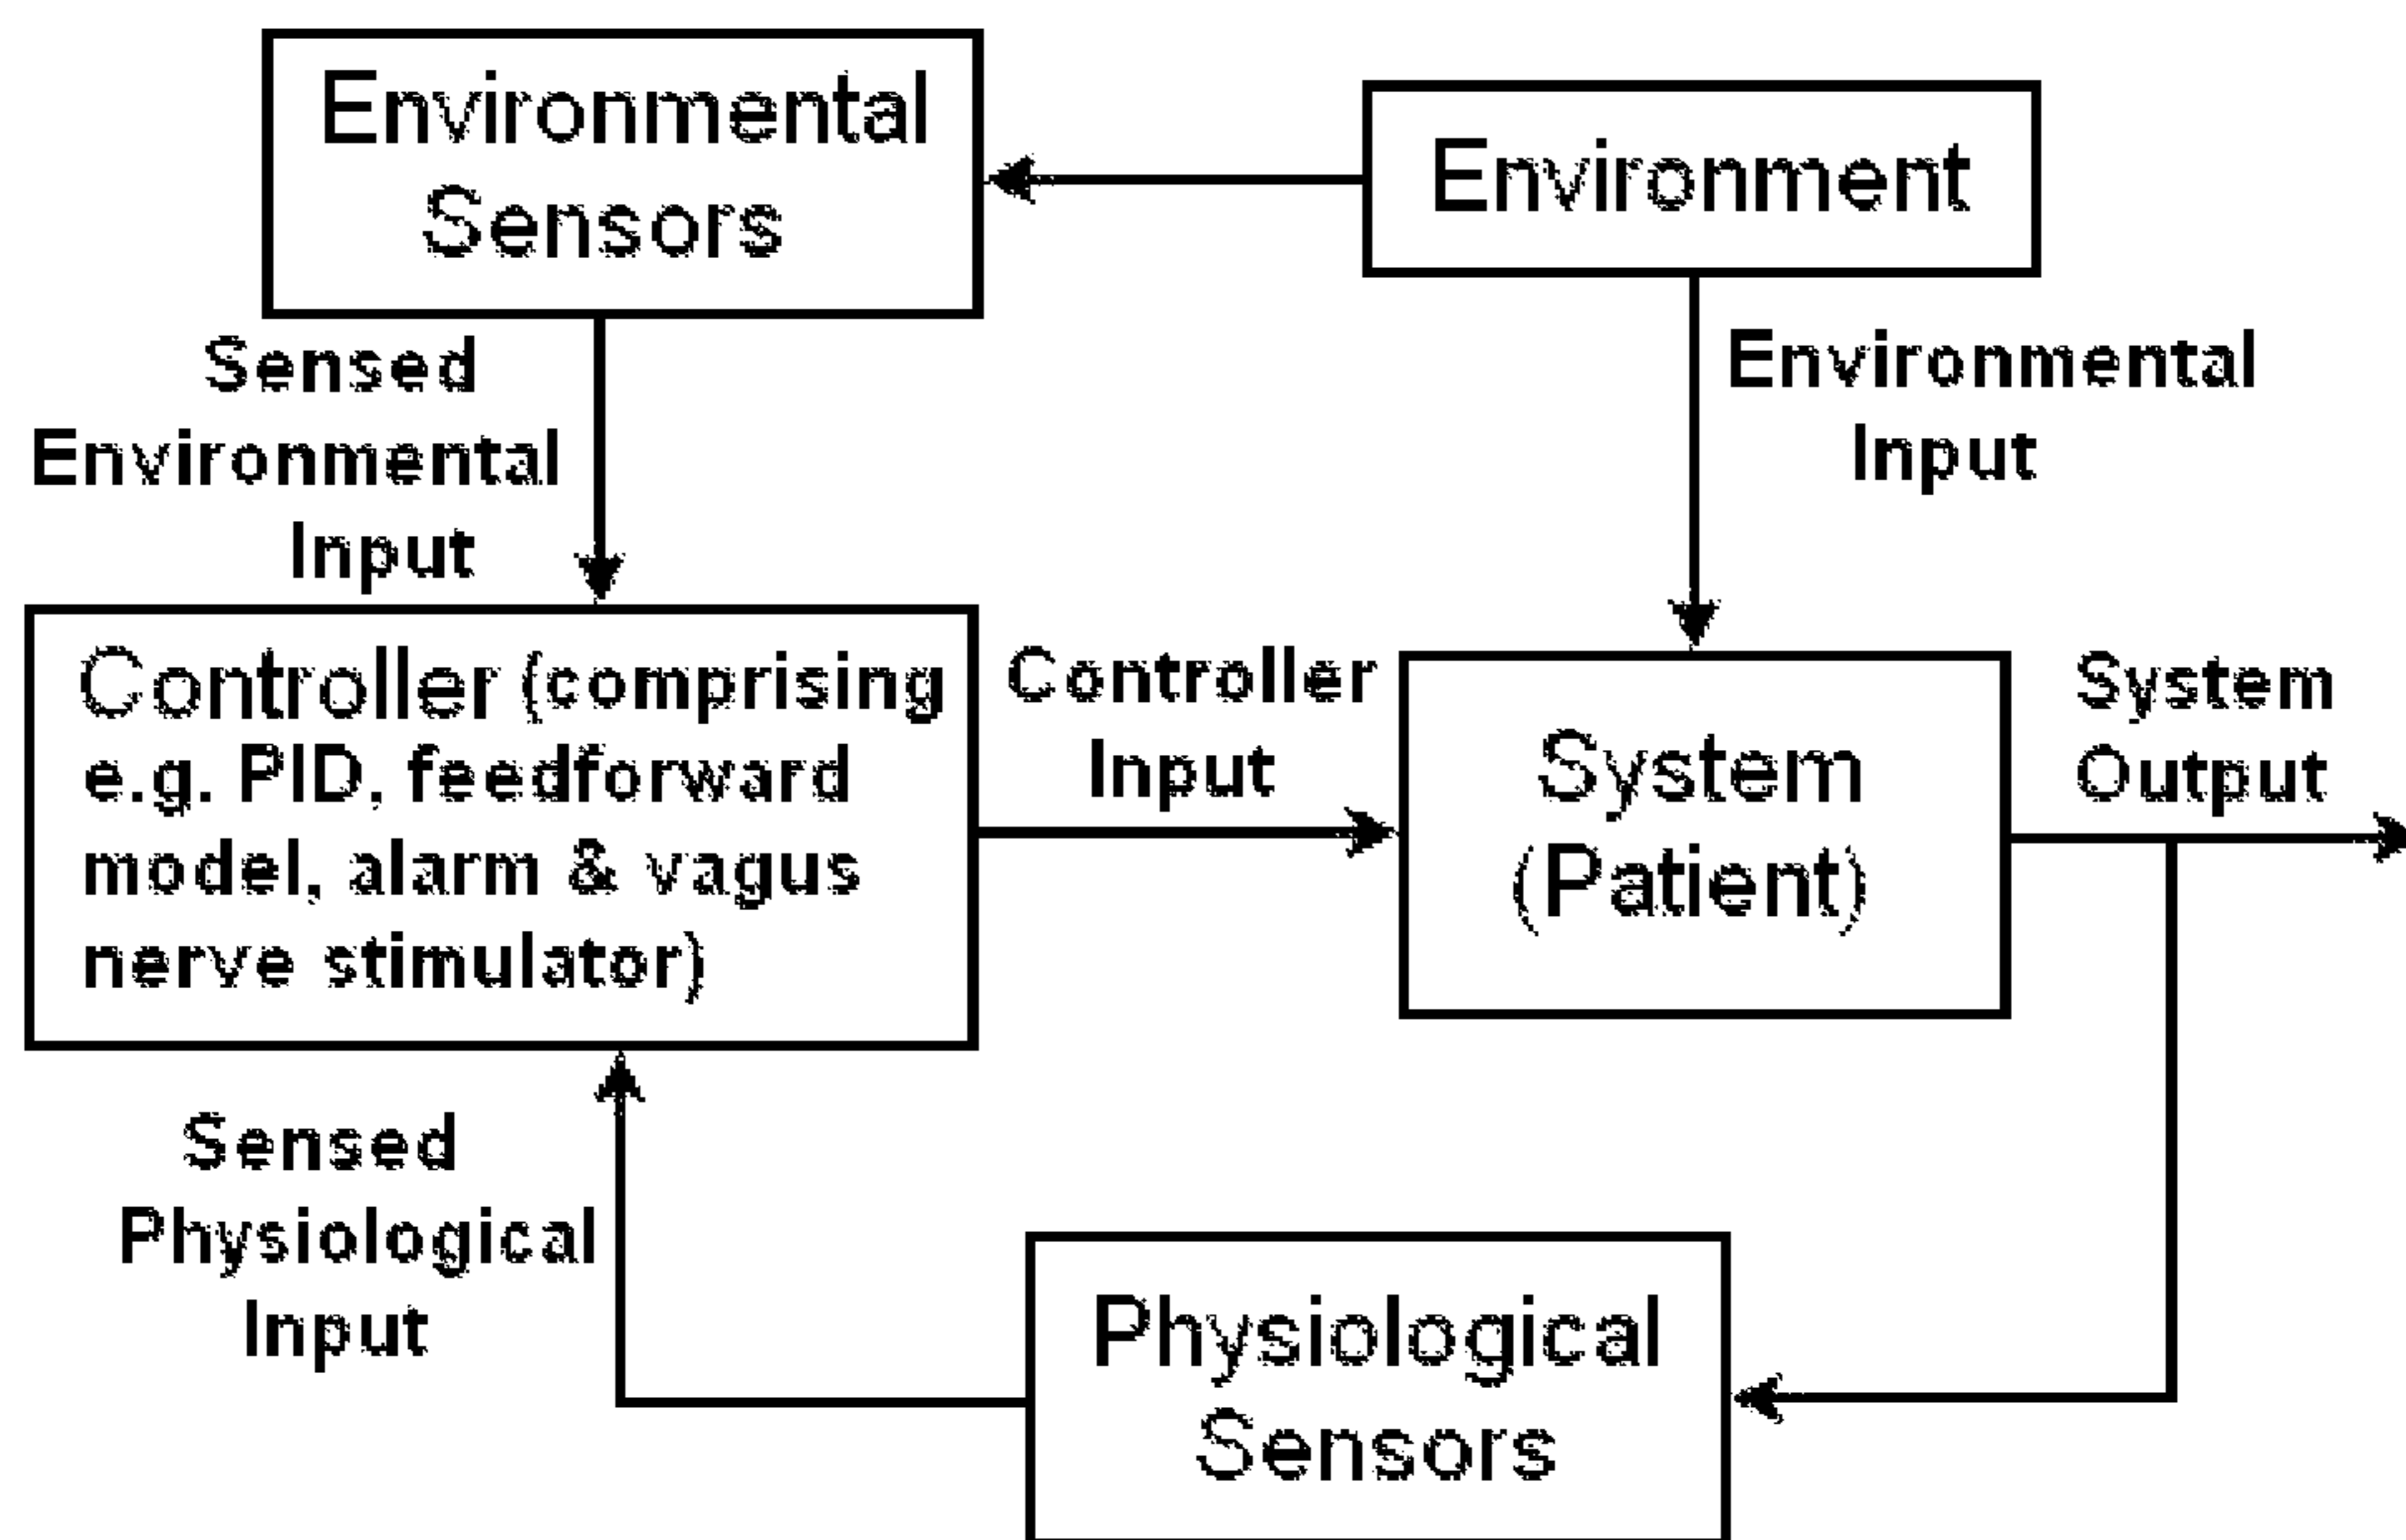 Environmental
Sensors
Environment
Sensed
Environmental
Input
Environmental
Input
Controller (comprising
e.g. PID, feedforward
model, alarm & vagus
nerve stimulator)
Controller
Input
System
(Patient)
System
Output
Sensed
Physiological
Input
Physiological
Sensors